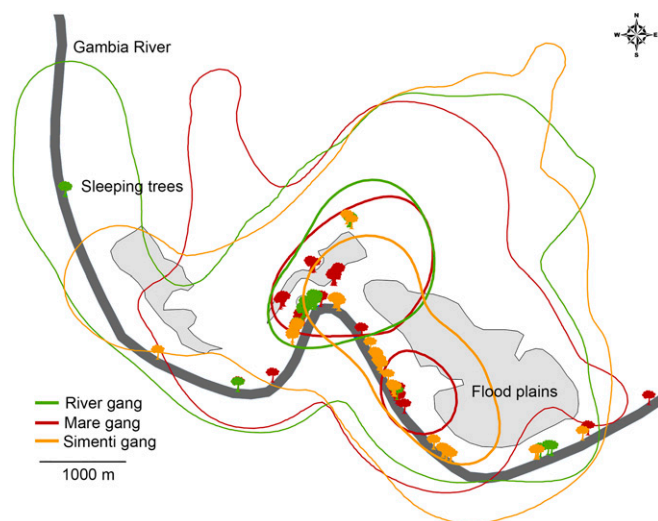 N
W E
S
Gambia River
Sleeping trees
Flood plains
River gang
Mare gang
Simenti gang
1000 m